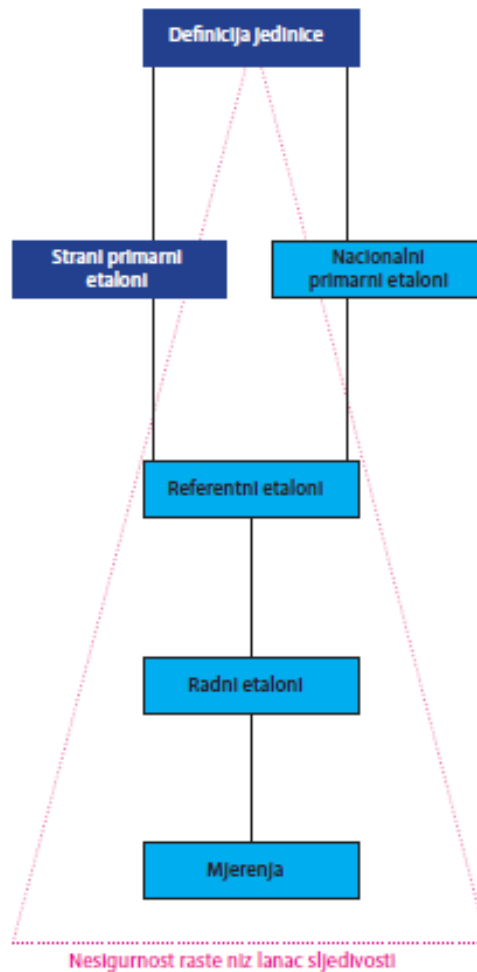 Definicija jedinice
Strani primarni
etaloni
Nacionalni
primarni etaloni
Referentni etaloni
Radni etaloni
Mjerenja
Nesigurnost raste niz lanac sljedivosti